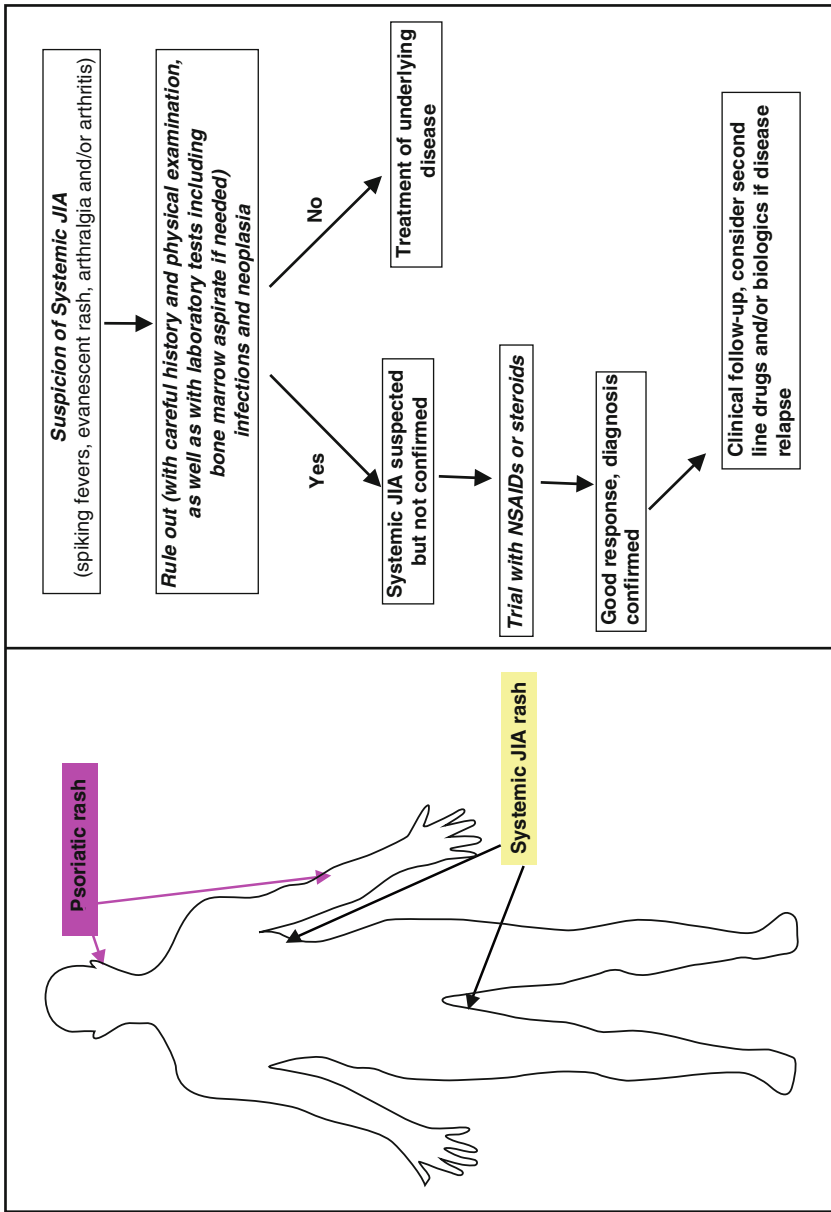 Psoriatic rash
Systemic JIA rash
Suspicion of Systemic JIA
(spiking fevers, evanescent rash, arthralgia and/or arthritis)
Rule out (with careful history and physical examination,
as well as with laboratory tests including
bone marrow aspirate if needed)
infections and neoplasia
Yes
No
Systemic JIA suspected
but not confirmed
Treatment of underlying
disease
Trial with NSAIDs or steroids
Good response, diagnosis
confirmed
Clinical follow-up, consider second
line drugs and/or biologics if disease
relapse